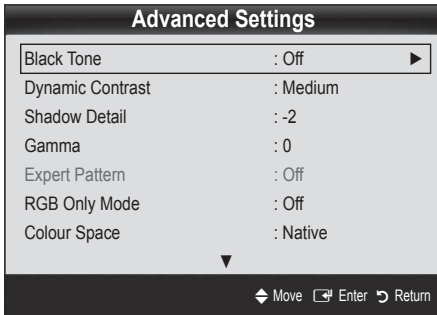 Advanced Settings
Black Tone : Off ►
Dynamic Contrast : Medium
Shadow Detail : -2
Gamma : 0
Expert Pattern : Off
RGB Only Mode : Off
Colour Space : Native
▼
Move Enter Return